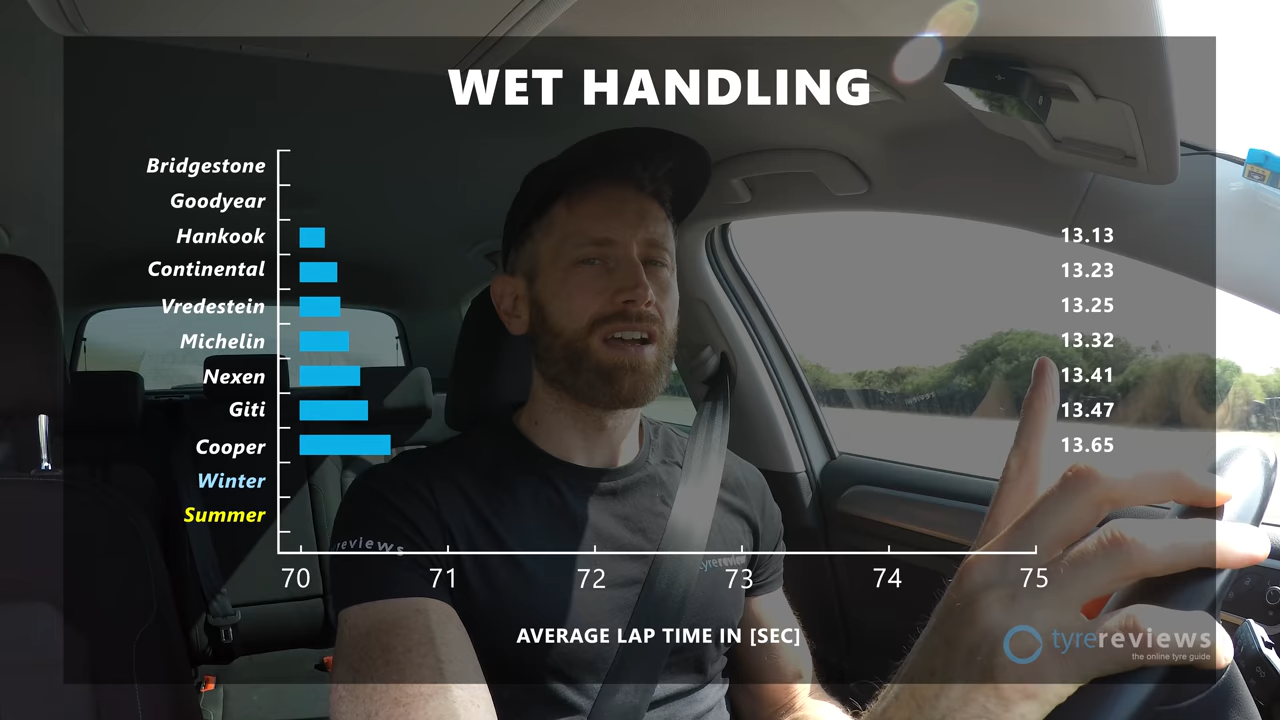 WET HANDLING
Bridgestone
Goodyear
Hankook 13.13
Continental 13.23
Vredestein 13.25
Michelin 13.32
Nexen 13.41
Giti 13.47
Cooper 13.65
Winter
Summer
reviews
tyrereviews
70 71 72 73 74 75
AVERAGE LAP TIME IN [SEC]
tyrereviews
the online tyre guide